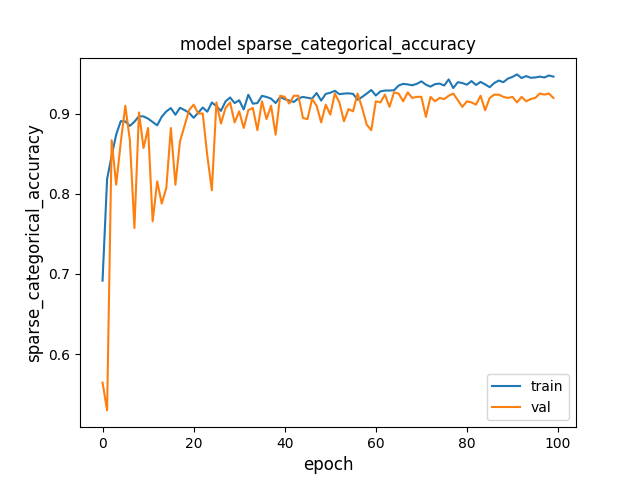 model sparse_categorical_accuracy
sparse_categorical_accuracy
0.9
0.8
0.7
0.6
0 20 40 60 80 100
epoch
train
val